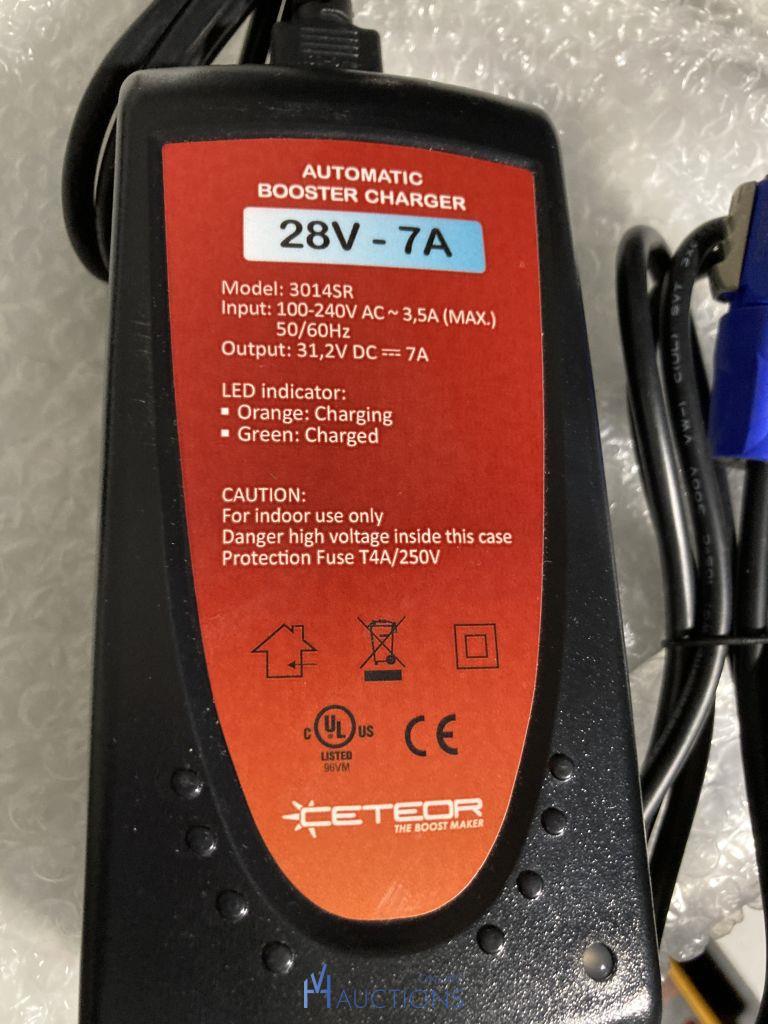 AUTOMATIC
BOOSTER CHARGER
28V - 7A
Model: 3014SR
Input: 100-240V AC ~ 3,5A (MAX.)
50/60Hz
Output: 31,2V DC ⎓ 7A
LED indicator:
▪ Orange: Charging
▪ Green: Charged
CAUTION:
For indoor use only
Danger high voltage inside this case
Protection Fuse T4A/250V
C UL US
LISTED
96VM
CE
CETEOR
THE BOOST MAKER
AUCTIONS